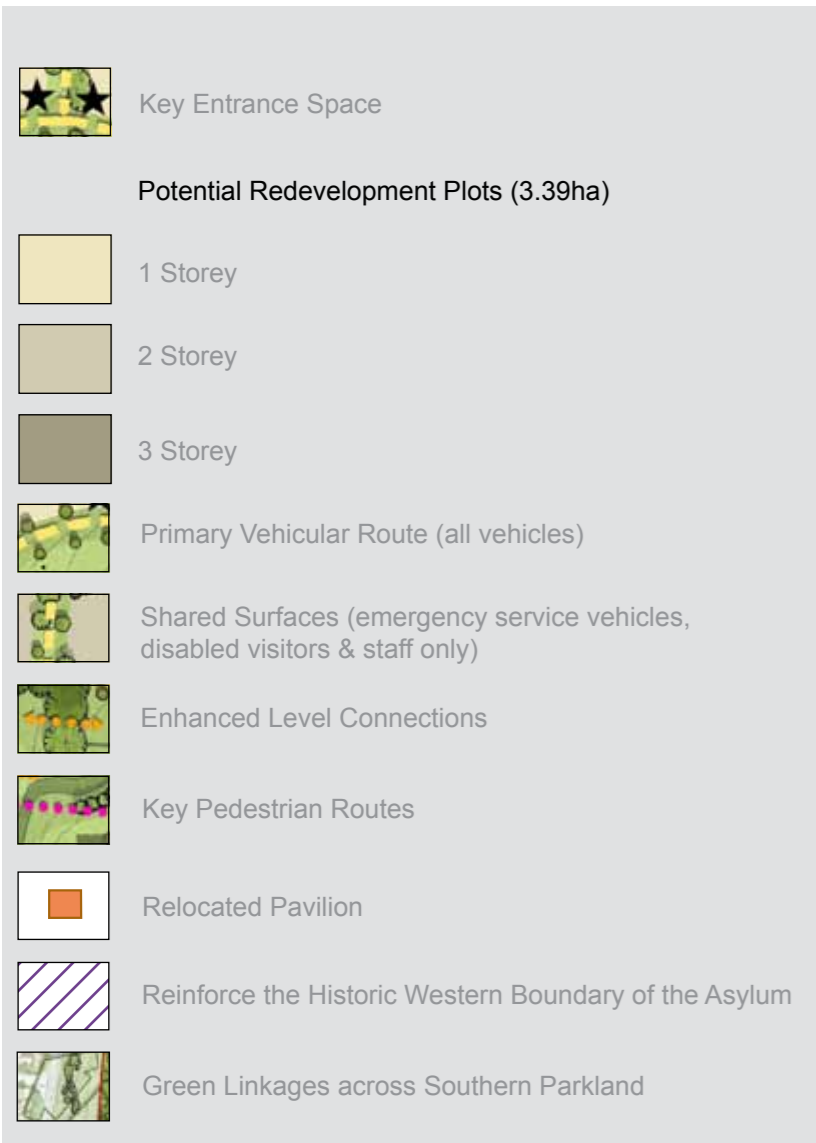 Key Entrance Space
Potential Redevelopment Plots (3.39ha)
1 Storey
2 Storey
3 Storey
Primary Vehicular Route (all vehicles)
Shared Surfaces (emergency service vehicles,
disabled visitors & staff only)
Enhanced Level Connections
Key Pedestrian Routes
Relocated Pavilion
Reinforce the Historic Western Boundary of the Asylum
Green Linkages across Southern Parkland